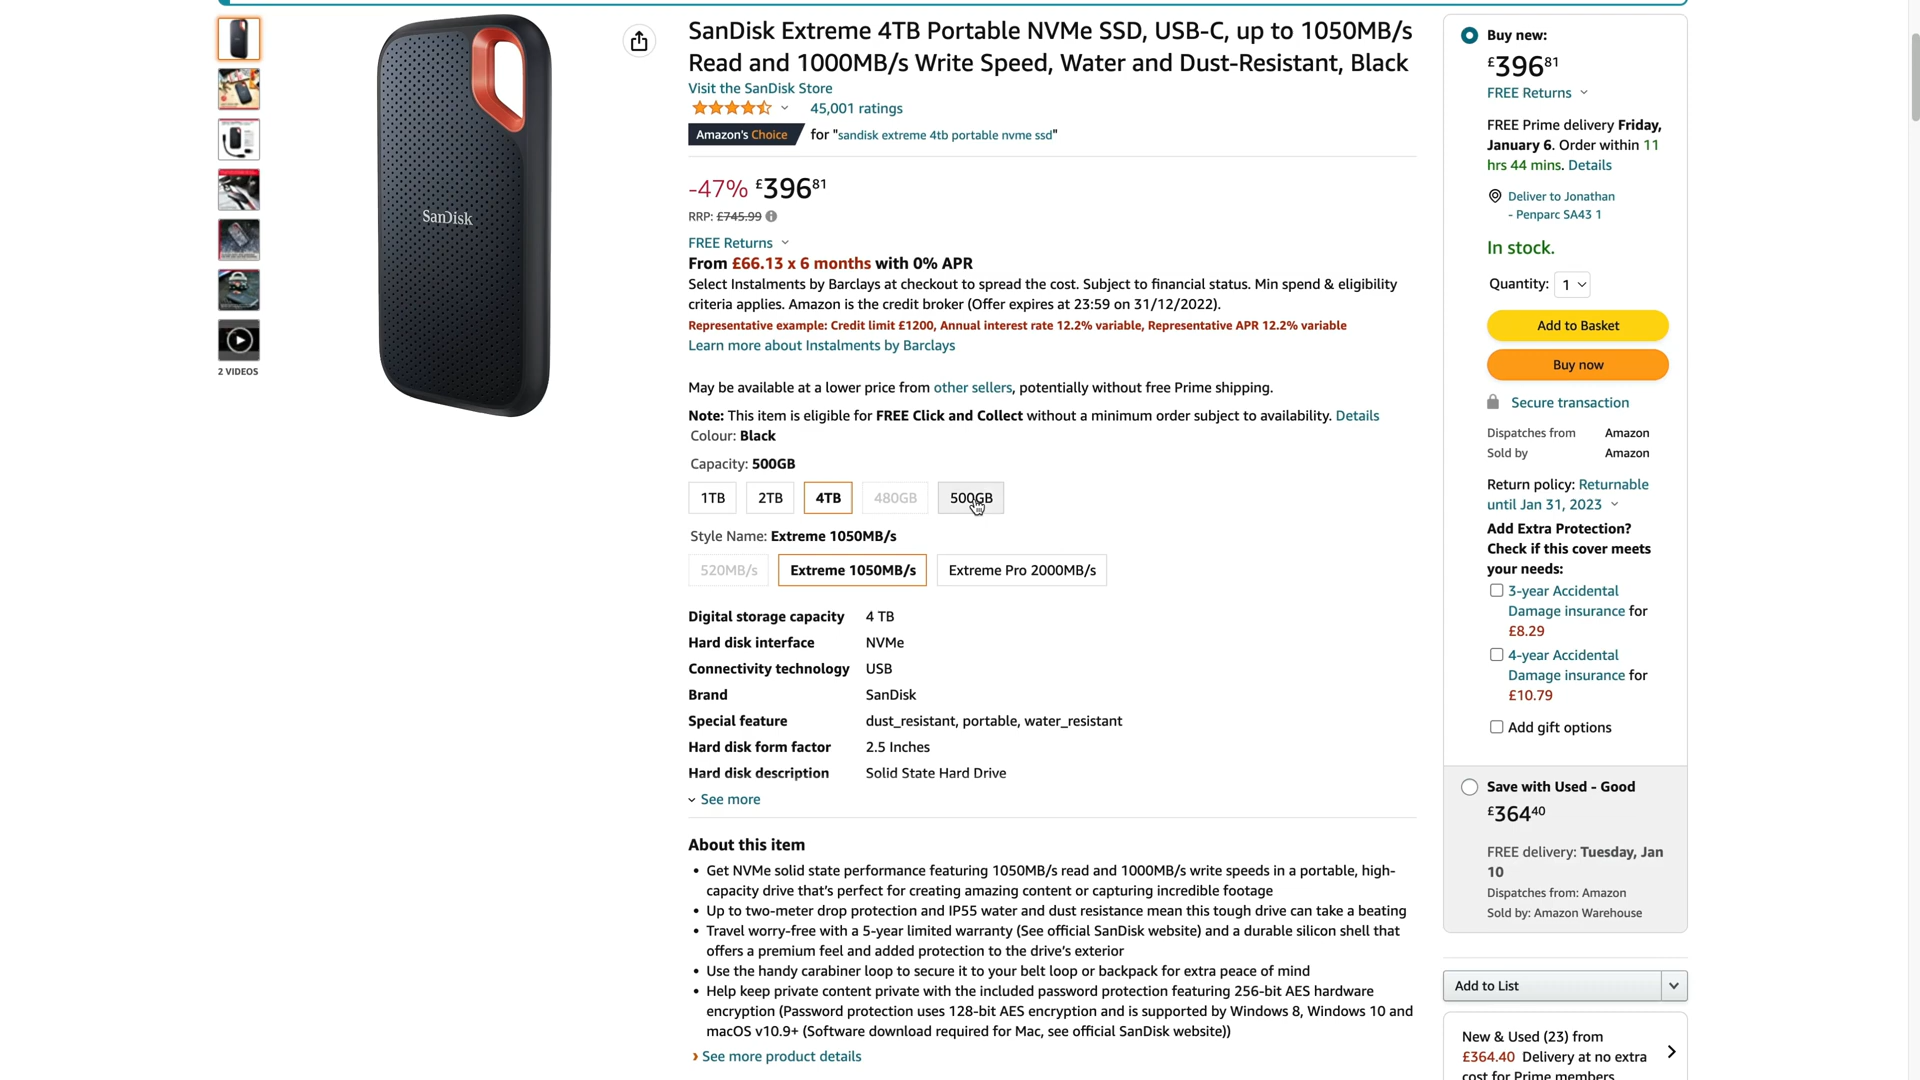 SanDisk
2 VIDEOS
SanDisk Extreme 4TB Portable NVMe SSD, USB-C, up to 1050MB/s
Read and 1000MB/s Write Speed, Water and Dust-Resistant, Black
Visit the SanDisk Store
45,001 ratings
Amazon's Choice for "sandisk extreme 4tb portable nvme ssd"
-47% £396 81
RRP: £745.99
FREE Returns
From £66.13 x 6 months with 0% APR
Select Instalments by Barclays at checkout to spread the cost. Subject to financial status. Min spend & eligibility
criteria applies. Amazon is the credit broker (Offer expires at 23:59 on 31/12/2022).
Representative example: Credit limit £1200, Annual interest rate 12.2% variable, Representative APR 12.2% variable
Learn more about Instalments by Barclays
May be available at a lower price from other sellers, potentially without free Prime shipping.
Note: This item is eligible for FREE Click and Collect without a minimum order subject to availability. Details
Colour: Black
Capacity: 500GB
1TB 2TB 4TB 480GB 500GB
Style Name: Extreme 1050MB/s
520MB/s Extreme 1050MB/s Extreme Pro 2000MB/s
Digital storage capacity 4 TB
Hard disk interface NVMe
Connectivity technology USB
Brand SanDisk
Special feature dust_resistant, portable, water_resistant
Hard disk form factor 2.5 Inches
Hard disk description Solid State Hard Drive
See more
About this item
• Get NVMe solid state performance featuring 1050MB/s read and 1000MB/s write speeds in a portable, high-
capacity drive that's perfect for creating amazing content or capturing incredible footage
• Up to two-meter drop protection and IP55 water and dust resistance mean this tough drive can take a beating
• Travel worry-free with a 5-year limited warranty (See official SanDisk website) and a durable silicon shell that
offers a premium feel and added protection to the drive's exterior
• Use the handy carabiner loop to secure it to your belt loop or backpack for extra peace of mind
• Help keep private content private with the included password protection featuring 256-bit AES hardware
encryption (Password protection uses 128-bit AES encryption and is supported by Windows 8, Windows 10 and
macOS v10.9+ (Software download required for Mac, see official SanDisk website))
› See more product details
Buy new:
£396 81
FREE Returns
FREE Prime delivery Friday,
January 6. Order within 11
hrs 44 mins. Details
Deliver to Jonathan
- Penparc SA43 1
In stock.
Quantity: 1
Add to Basket
Buy now
Secure transaction
Dispatches from Amazon
Sold by Amazon
Return policy: Returnable
until Jan 31, 2023
Add Extra Protection?
Check if this cover meets
your needs:
3-year Accidental
Damage insurance for
£8.29
4-year Accidental
Damage insurance for
£10.79
Add gift options
Save with Used - Good
£364 40
FREE delivery: Tuesday, Jan
10
Dispatches from: Amazon
Sold by: Amazon Warehouse
Add to List
New & Used (23) from
£364.40 Delivery at no extra
cost for Prime members